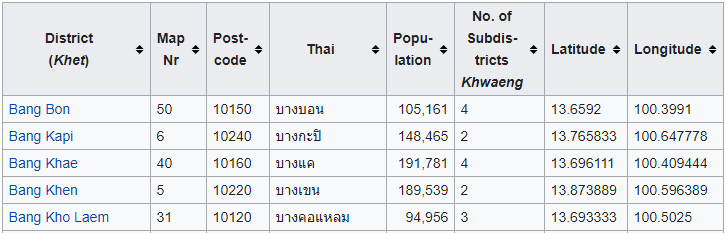 District (Khet) Map Nr Post-code Thai Popu-lation No. of Subdis-tricts Khwaeng Latitude Longitude
Bang Bon 50 10150 บางบอน 105,161 4 13.6592 100.3991
Bang Kapi 6 10240 บางกะปิ 148,465 2 13.765833 100.647778
Bang Khae 40 10160 บางแค 191,781 4 13.696111 100.409444
Bang Khen 5 10220 บางเขน 189,539 2 13.873889 100.596389
Bang Kho Laem 31 10120 บางคอแหลม 94,956 3 13.693333 100.5025